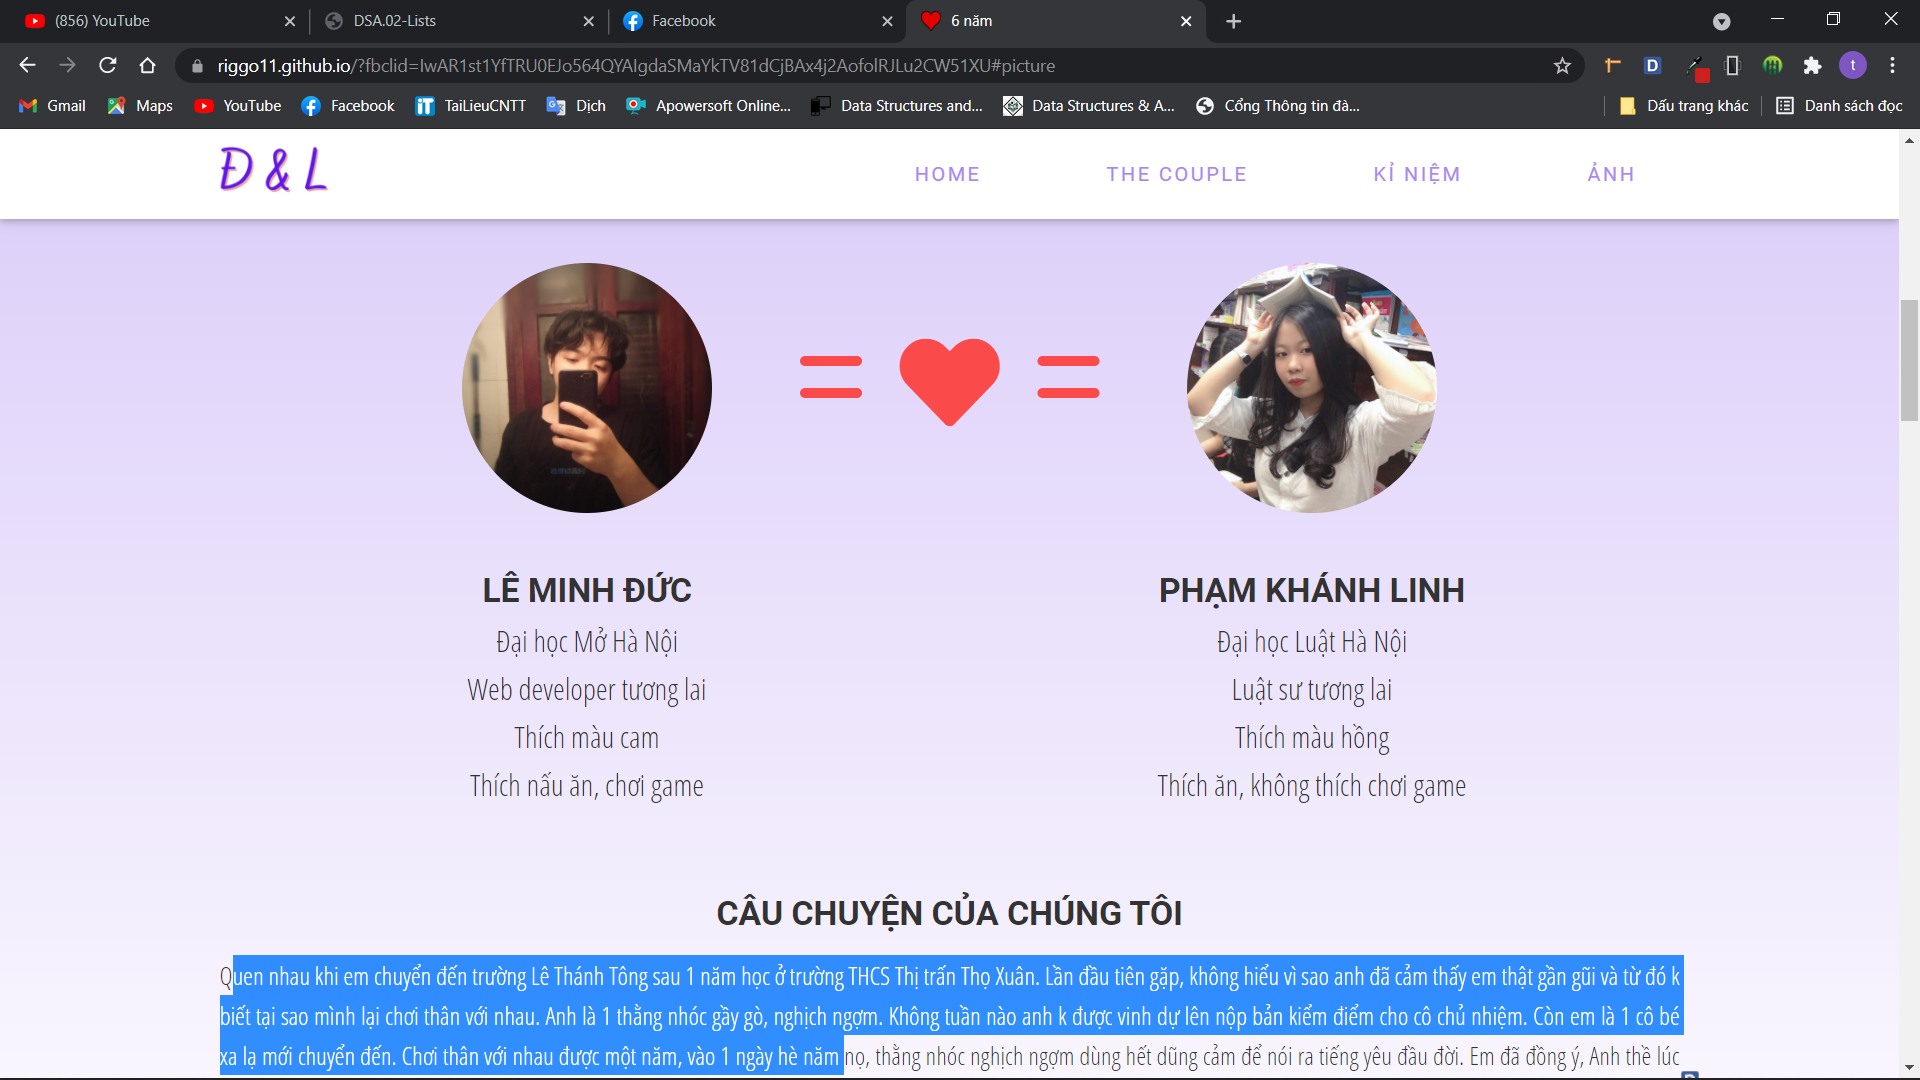 (856) YouTube
DSA.02-Lists
Facebook
6 năm
riggo11.github.io/?fbclid=IwAR1st1YfTRU0EJo564QYAIgdaSMaYkTV81dCjBAx4j2AofolRJLu2CW51XU#picture
D
t
Gmail
Maps
YouTube
Facebook
iT TaiLieuCNTT
Dịch
Apowersoft Online...
Data Structures and...
Data Structures & A...
Cổng Thông tin đà...
Dấu trang khác
Danh sách đọc
Đ & L
HOME
THE COUPLE
KỈ NIỆM
ẢNH
LÊ MINH ĐỨC
Đại học Mở Hà Nội
Web developer tương lai
Thích màu cam
Thích nấu ăn, chơi game
PHẠM KHÁNH LINH
Đại học Luật Hà Nội
Luật sư tương lai
Thích màu hồng
Thích ăn, không thích chơi game
CÂU CHUYỆN CỦA CHÚNG TÔI
Quen nhau khi em chuyển đến trường Lê Thánh Tông sau 1 năm học ở trường THCS Thị trấn Thọ Xuân. Lần đầu tiên gặp, không hiểu vì sao anh đã cảm thấy em thật gần gũi và từ đó k
biết tại sao mình lại chơi thân với nhau. Anh là 1 thằng nhóc gầy gò, nghịch ngợm. Không tuần nào anh k được vinh dự lên nộp bản kiểm điểm cho cô chủ nhiệm. Còn em là 1 cô bé
xa lạ mới chuyển đến. Chơi thân với nhau được một năm, vào 1 ngày hè năm nọ, thằng nhóc nghịch ngợm dùng hết dũng cảm để nói ra tiếng yêu đầu đời. Em đã đồng ý, Anh thề lúc